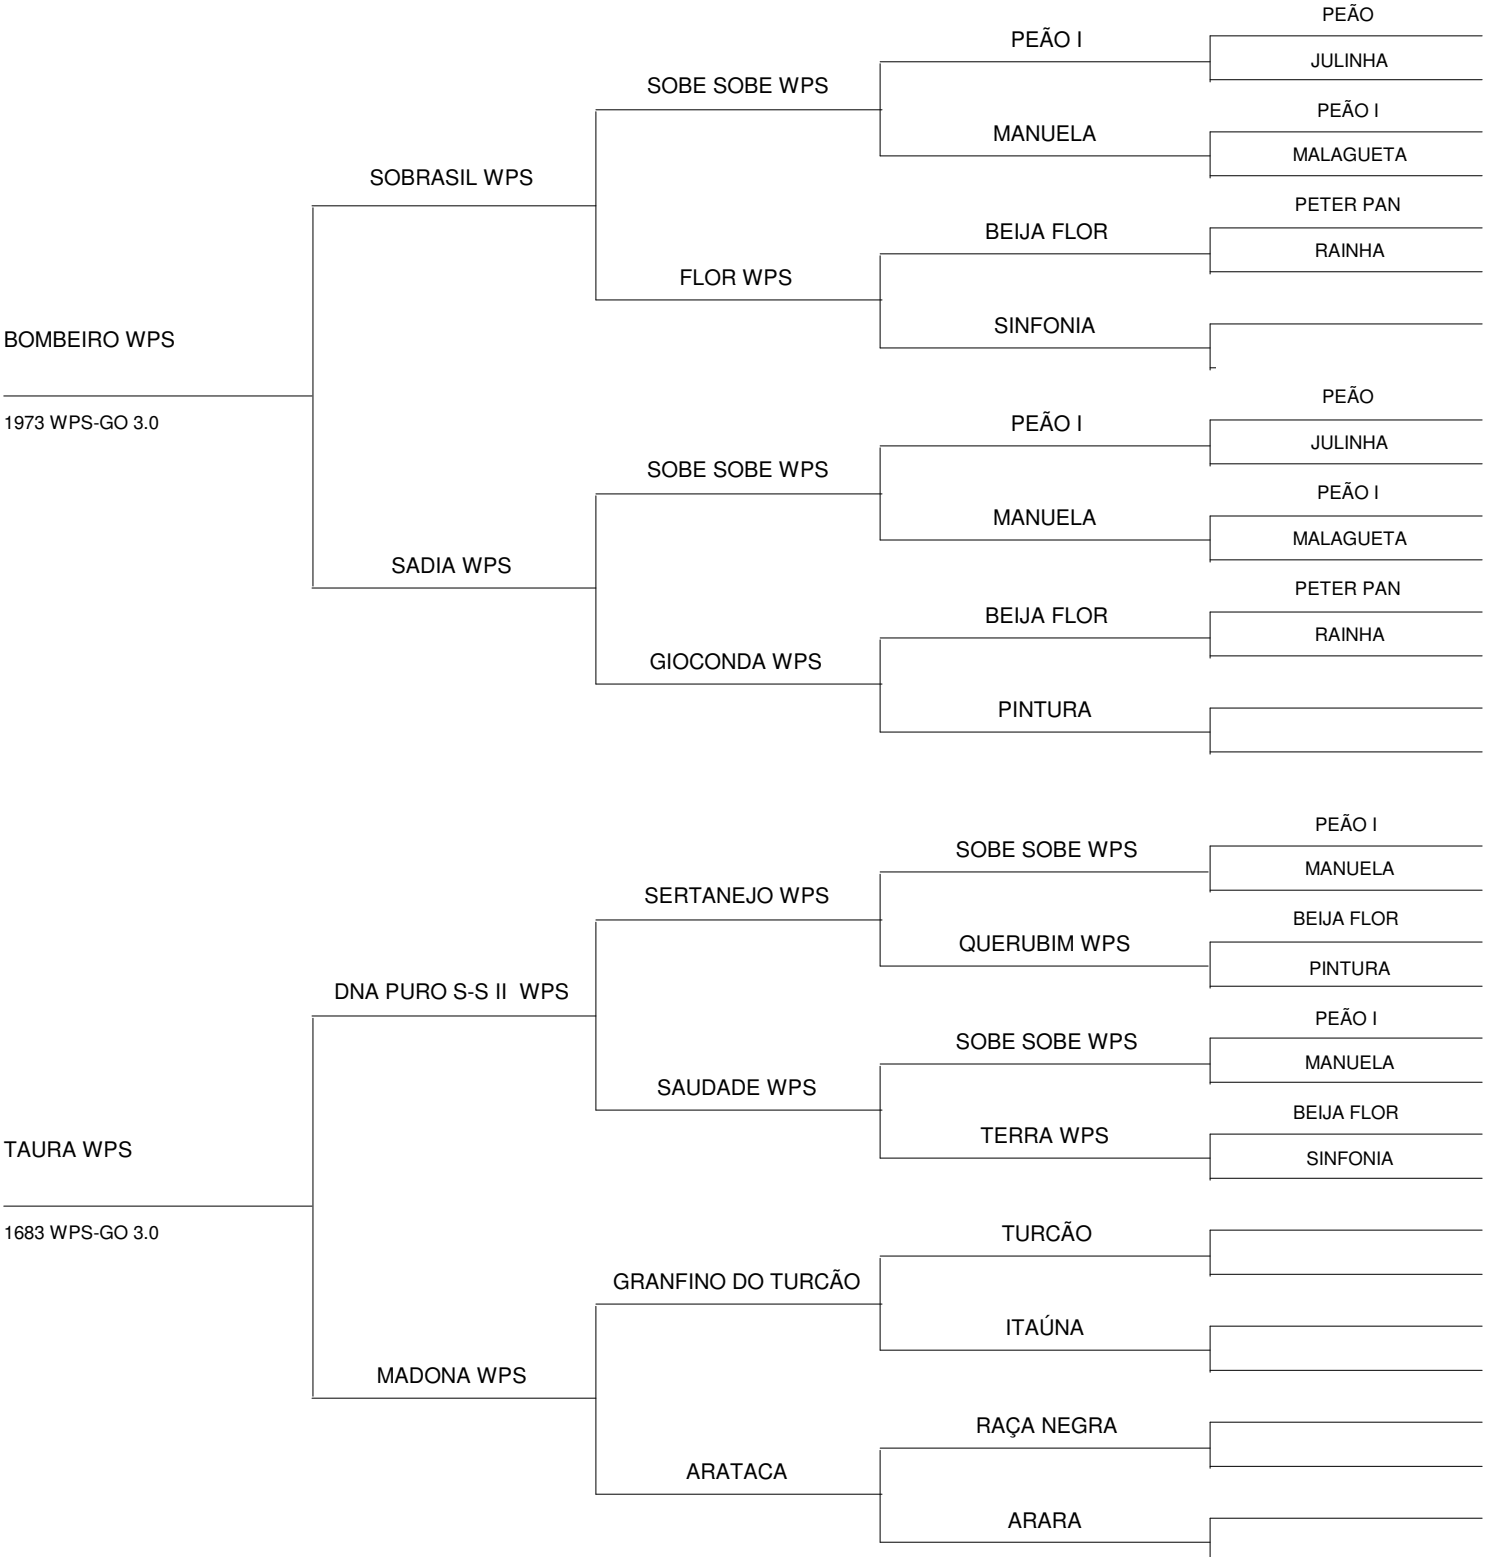 PEÃO
PEÃO I
JULINHA
SOBE SOBE WPS
PEÃO I
MANUELA
MALAGUETA
SOBRASIL WPS
PETER PAN
BEIJA FLOR
RAINHA
FLOR WPS
SINFONIA
BOMBEIRO WPS
PEÃO
1973 WPS-GO 3.0
PEÃO I
JULINHA
SOBE SOBE WPS
PEÃO I
MANUELA
MALAGUETA
SADIA WPS
PETER PAN
BEIJA FLOR
RAINHA
GIOCONDA WPS
PINTURA
PEÃO I
SOBE SOBE WPS
MANUELA
SERTANEJO WPS
BEIJA FLOR
QUERUBIM WPS
PINTURA
DNA PURO S-S II  WPS
PEÃO I
SOBE SOBE WPS
MANUELA
SAUDADE WPS
BEIJA FLOR
TERRA WPS
TAURA WPS
SINFONIA
1683 WPS-GO 3.0
TURCÃO
GRANFINO DO TURCÃO
ITAÚNA
MADONA WPS
RAÇA NEGRA
ARATACA
ARARA